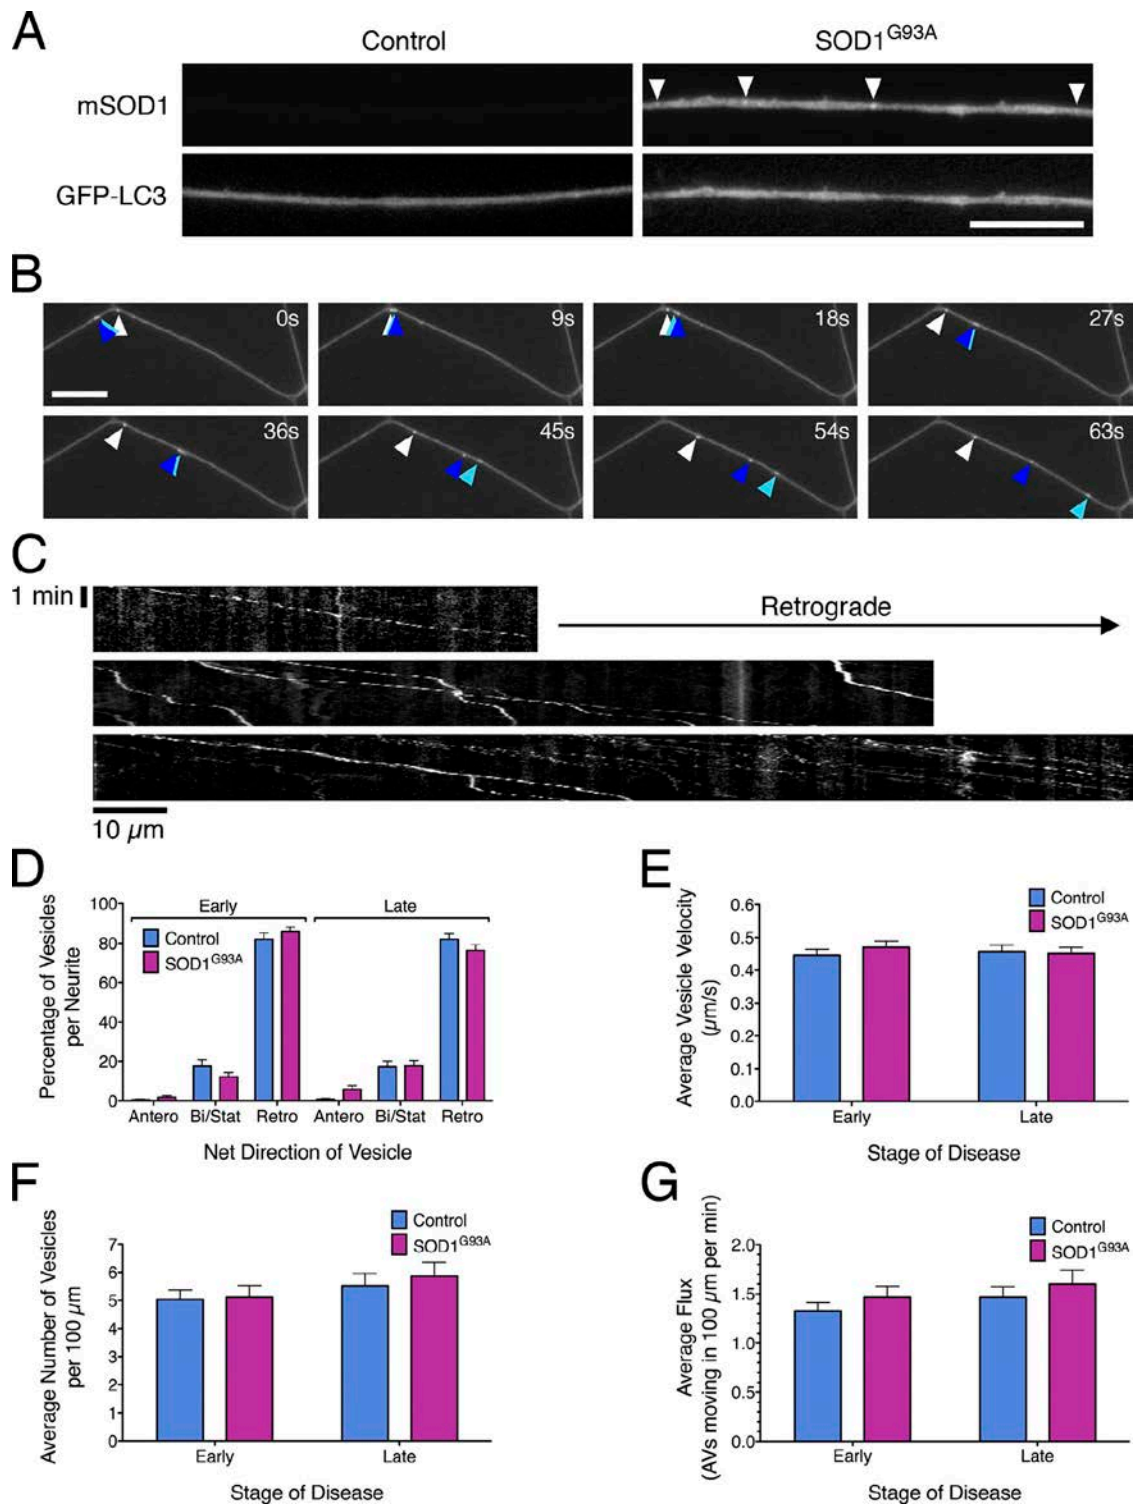 A
Control
SOD1G93A
mSOD1
GFP-LC3
B
0s
9s
18s
27s
36s
45s
54s
63s
C
1 min
Retrograde
10 µm
D
Percentage of Vesicles
per Neurite
100
80
60
40
20
0
Early
Late
Control
SOD1G93A
Antero
Bi/Stat
Retro
Antero
Bi/Stat
Retro
Net Direction of Vesicle
E
Average Vesicle Velocity
(µm/s)
0.6
0.5
0.4
0.3
0.2
0.1
0.0
Control
SOD1G93A
Early
Late
Stage of Disease
F
Average Number of Vesicles
per 100 µm
7
6
5
4
3
2
1
0
Control
SOD1G93A
Early
Late
Stage of Disease
G
Average Flux
(AVs moving in 100 µm per min)
2.0
1.5
1.0
0.5
0.0
Control
SOD1G93A
Early
Late
Stage of Disease